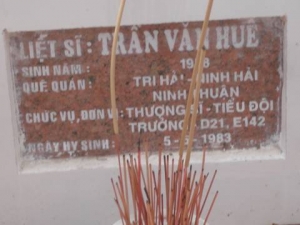 LIỆT SĨ : TRẦN VĂN HUÊ
SINH NĂM :
QUÊ QUÁN : TRI HẢI - NINH HẢI
NINH THUẬN
CHỨC VỤ, ĐƠN VỊ : THƯỢNG SĨ - TIỂU ĐỘI
TRƯỞNG - D21, E142
NGÀY HY SINH : 1983